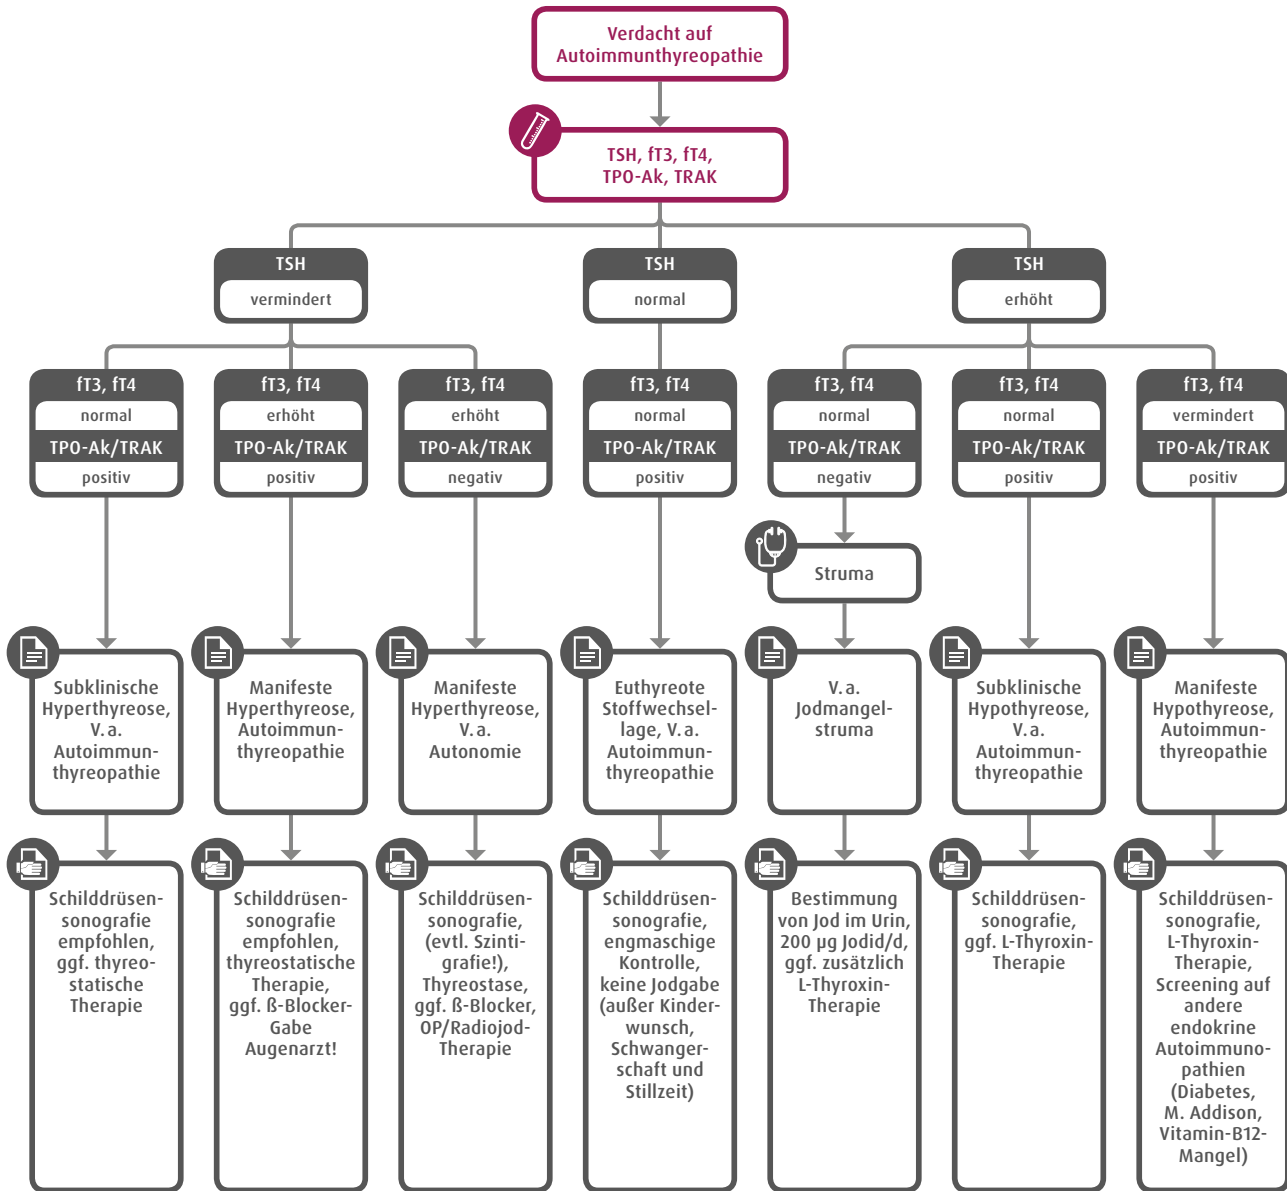 Verdacht auf
Autoimmunthyreopathie
TSH, fT3, fT4,
TPO-Ak, TRAK
TSH
vermindert
TSH
normal
TSH
erhöht
fT3, fT4
normal
TPO-Ak/TRAK
positiv
fT3, fT4
erhöht
TPO-Ak/TRAK
positiv
fT3, fT4
erhöht
TPO-Ak/TRAK
negativ
fT3, fT4
normal
TPO-Ak/TRAK
positiv
fT3, fT4
normal
TPO-Ak/TRAK
negativ
fT3, fT4
normal
TPO-Ak/TRAK
positiv
fT3, fT4
vermindert
TPO-Ak/TRAK
positiv
Struma
Subklinische
Hyperthyreose,
V. a.
Autoimmun-
thyreopathie
Manifeste
Hyperthyreose,
Autoimmun-
thyreopathie
Manifeste
Hyperthyreose,
V. a.
Autonomie
Euthyreote
Stoffwechsel-
lage, V. a.
Autoimmun-
thyreopathie
V. a.
Jodmangel-
struma
Subklinische
Hypothyreose,
V. a.
Autoimmun-
thyreopathie
Manifeste
Hypothyreose,
Autoimmun-
thyreopathie
Schilddrüsen-
sonografie
empfohlen,
ggf. thyreo-
statische
Therapie
Schilddrüsen-
sonografie
empfohlen,
thyreostatische
Therapie,
ggf. ß-Blocker-
Gabe
Augenarzt!
Schilddrüsen-
sonografie,
(evtl. Szinti-
grafie!),
Thyreostase,
ggf. ß-Blocker,
OP/Radiojod-
Therapie
Schilddrüsen-
sonografie,
engmaschige
Kontrolle,
keine Jodgabe
(außer Kinder-
wunsch,
Schwanger-
schaft und
Stillzeit)
Bestimmung
von Jod im Urin,
200 µg Jodid/d,
ggf. zusätzlich
L-Thyroxin-
Therapie
Schilddrüsen-
sonografie,
ggf. L-Thyroxin-
Therapie
Schilddrüsen-
sonografie,
L-Thyroxin-
Therapie,
Screening auf
andere
endokrine
Autoimmuno-
pathien
(Diabetes,
M. Addison,
Vitamin-B12-
Mangel)